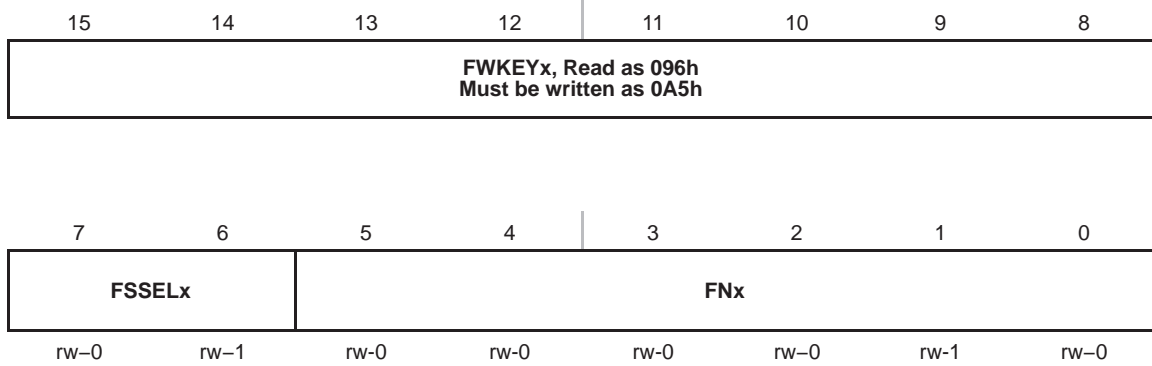 15 14 13 12 11 10 9 8
FWKEYx, Read as 096h
Must be written as 0A5h
7 6 5 4 3 2 1 0
FSSELx FNx
rw−0 rw−1 rw-0 rw-0 rw-0 rw−0 rw-1 rw−0